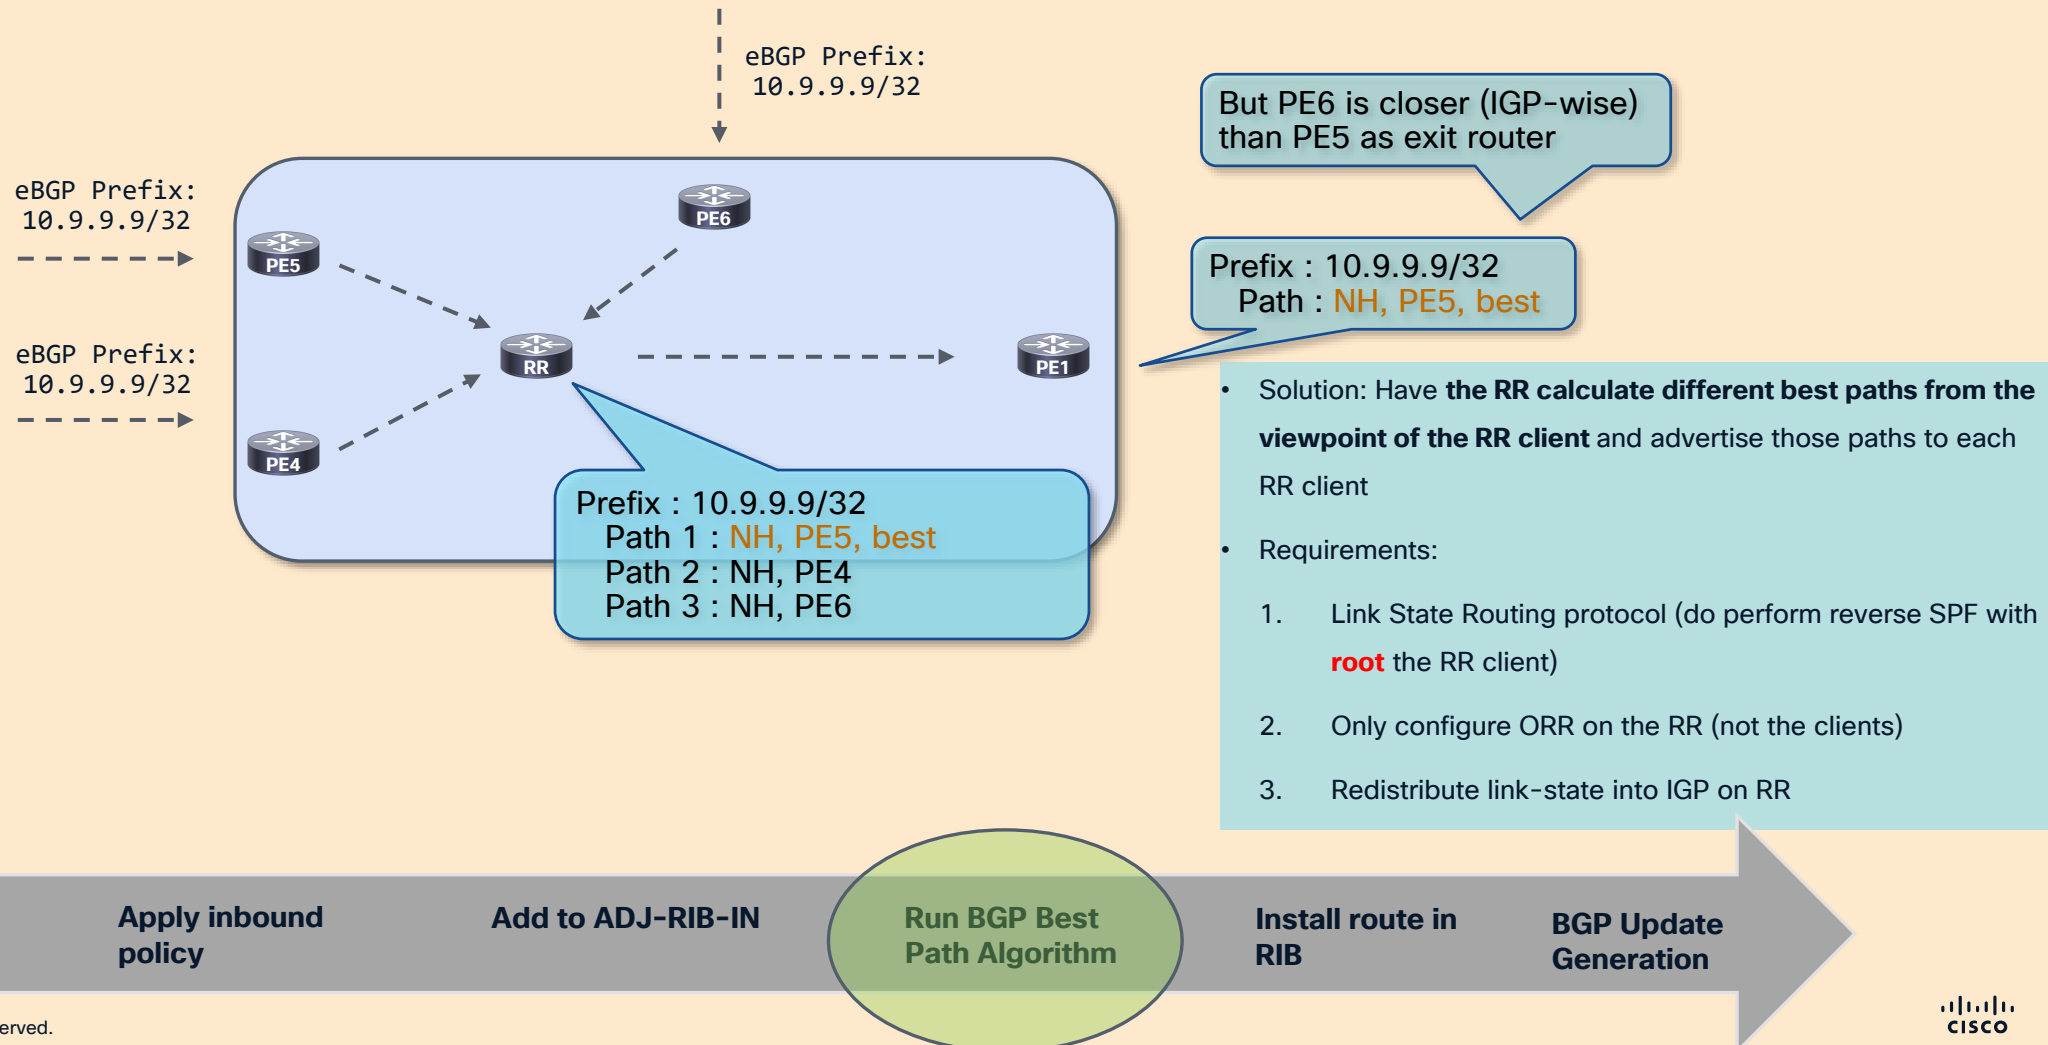 eBGP Prefix:
10.9.9.9/32
But PE6 is closer (IGP-wise)
than PE5 as exit router
eBGP Prefix:
10.9.9.9/32
PE6
PE5
Prefix : 10.9.9.9/32
Path : NH, PE5, best
eBGP Prefix:
10.9.9.9/32
RR
PE1
PE4
Prefix : 10.9.9.9/32
Path 1 : NH, PE5, best
Path 2 : NH, PE4
Path 3 : NH, PE6
• Solution: Have the RR calculate different best paths from the
viewpoint of the RR client and advertise those paths to each
RR client
• Requirements:
1. Link State Routing protocol (do perform reverse SPF with
root the RR client)
2. Only configure ORR on the RR (not the clients)
3. Redistribute link-state into IGP on RR
Apply inbound
policy
Add to ADJ-RIB-IN
Run BGP Best
Path Algorithm
Install route in
RIB
BGP Update
Generation
erved.
CISCO